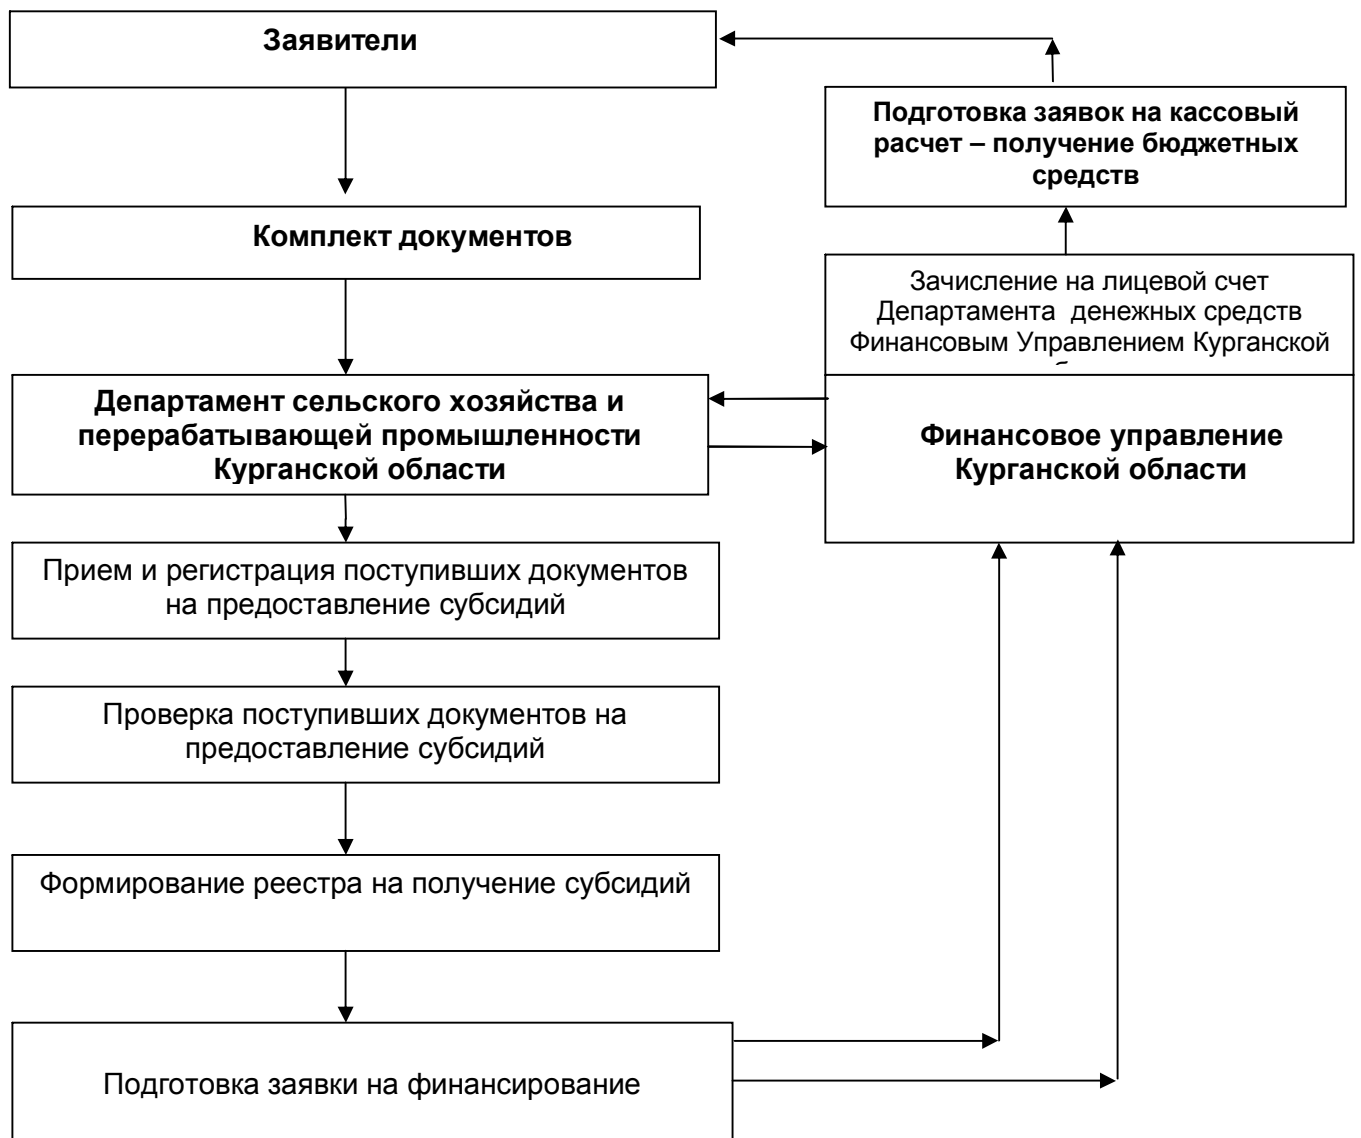 Заявители
Подготовка заявок на кассовый
расчет – получение бюджетных
средств
Комплект документов
Зачисление на лицевой счет
Департамента денежных средств
Финансовым Управлением Курганской
Департамент сельского хозяйства и
перерабатывающей промышленности
Курганской области
Финансовое управление
Курганской области
Прием и регистрация поступивших документов
на предоставление субсидий
Проверка поступивших документов на
предоставление субсидий
Формирование реестра на получение субсидий
Подготовка заявки на финансирование